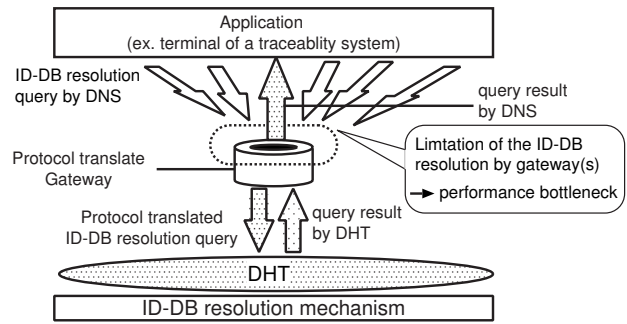 Application
(ex. terminal of a traceablity system)
ID-DB resolution
query by DNS
query result
by DNS
Limtation of the ID-DB
resolution by gateway(s)
performance bottleneck
Protocol translate
Gateway
Protocol translated
ID-DB resolution query
query result
by DHT
DHT
ID-DB resolution mechanism